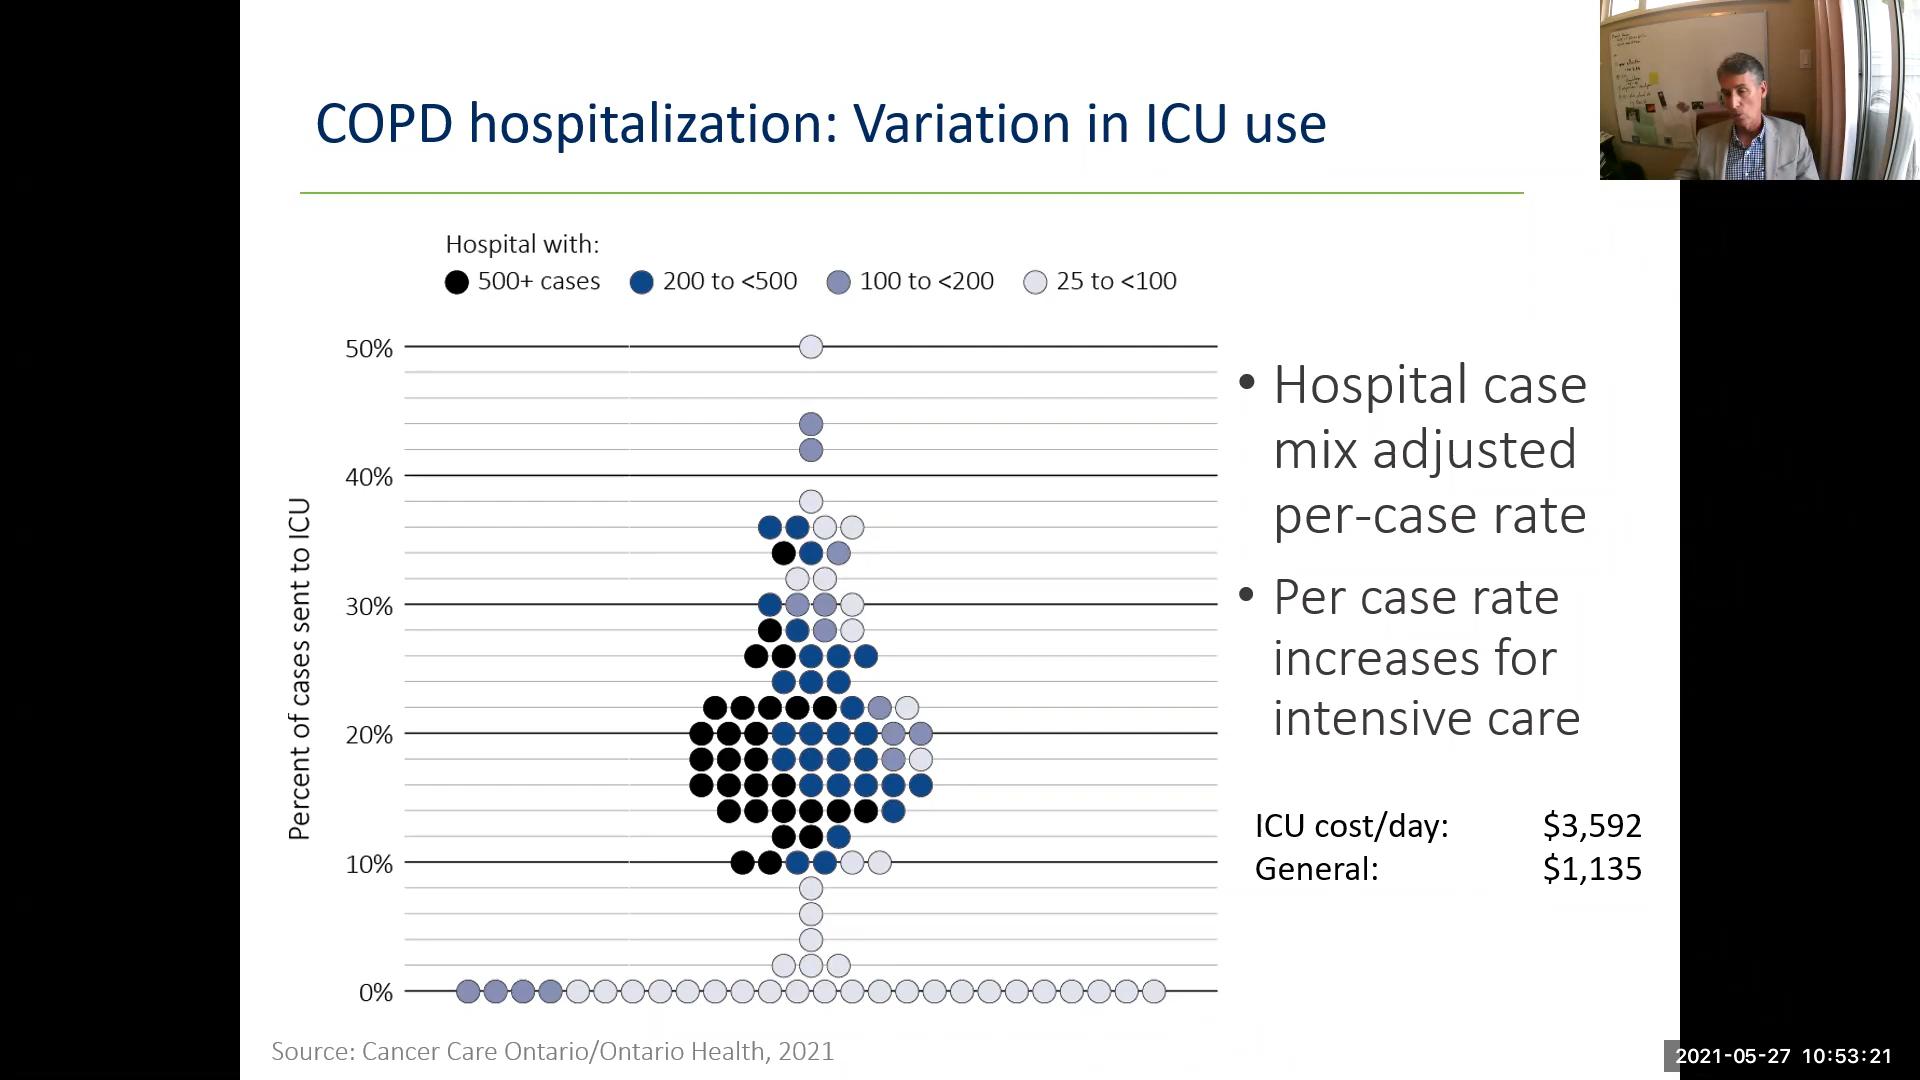 COPD hospitalization: Variation in ICU use
Hospital with:
500+ cases 200 to <500 100 to <200 25 to <100
50%
40%
30%
20%
10%
0%
Percent of cases sent to ICU
• Hospital case
mix adjusted
per-case rate
• Per case rate
increases for
intensive care
ICU cost/day: $3,592
General: $1,135
Source: Cancer Care Ontario/Ontario Health, 2021
2021-05-27 10:53:21